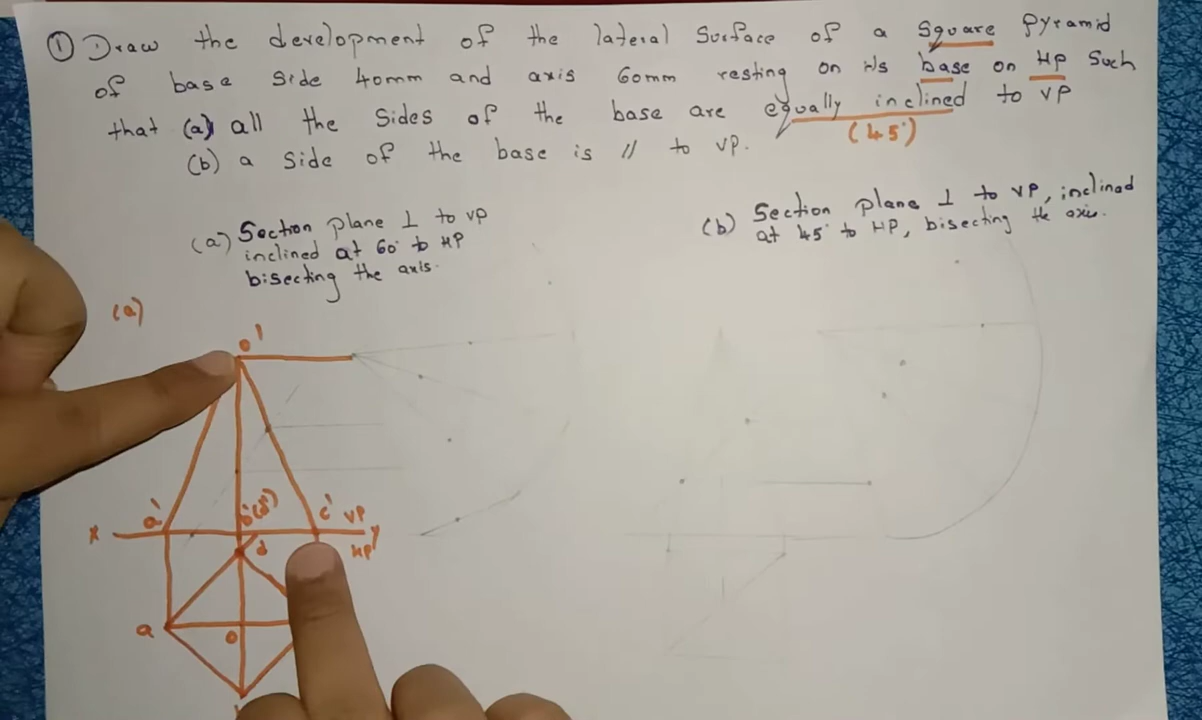 ① Draw the development of the lateral Surface of a Square Pyramid
of base side 40mm and axis 60mm resting on its base on HP Such
that (a) all the Sides of the base are equally inclined to VP
(45°)
(b) a side of the base is // to VP.
(a) Section plane ⊥ to VP
inclined at 60° to HP
bisecting the axis.
(b) Section plane ⊥ to VP, inclined
at 45° to HP, bisecting the axis.
(a)
o'
a' b'(d') c' VP
X Y
d HP
a o